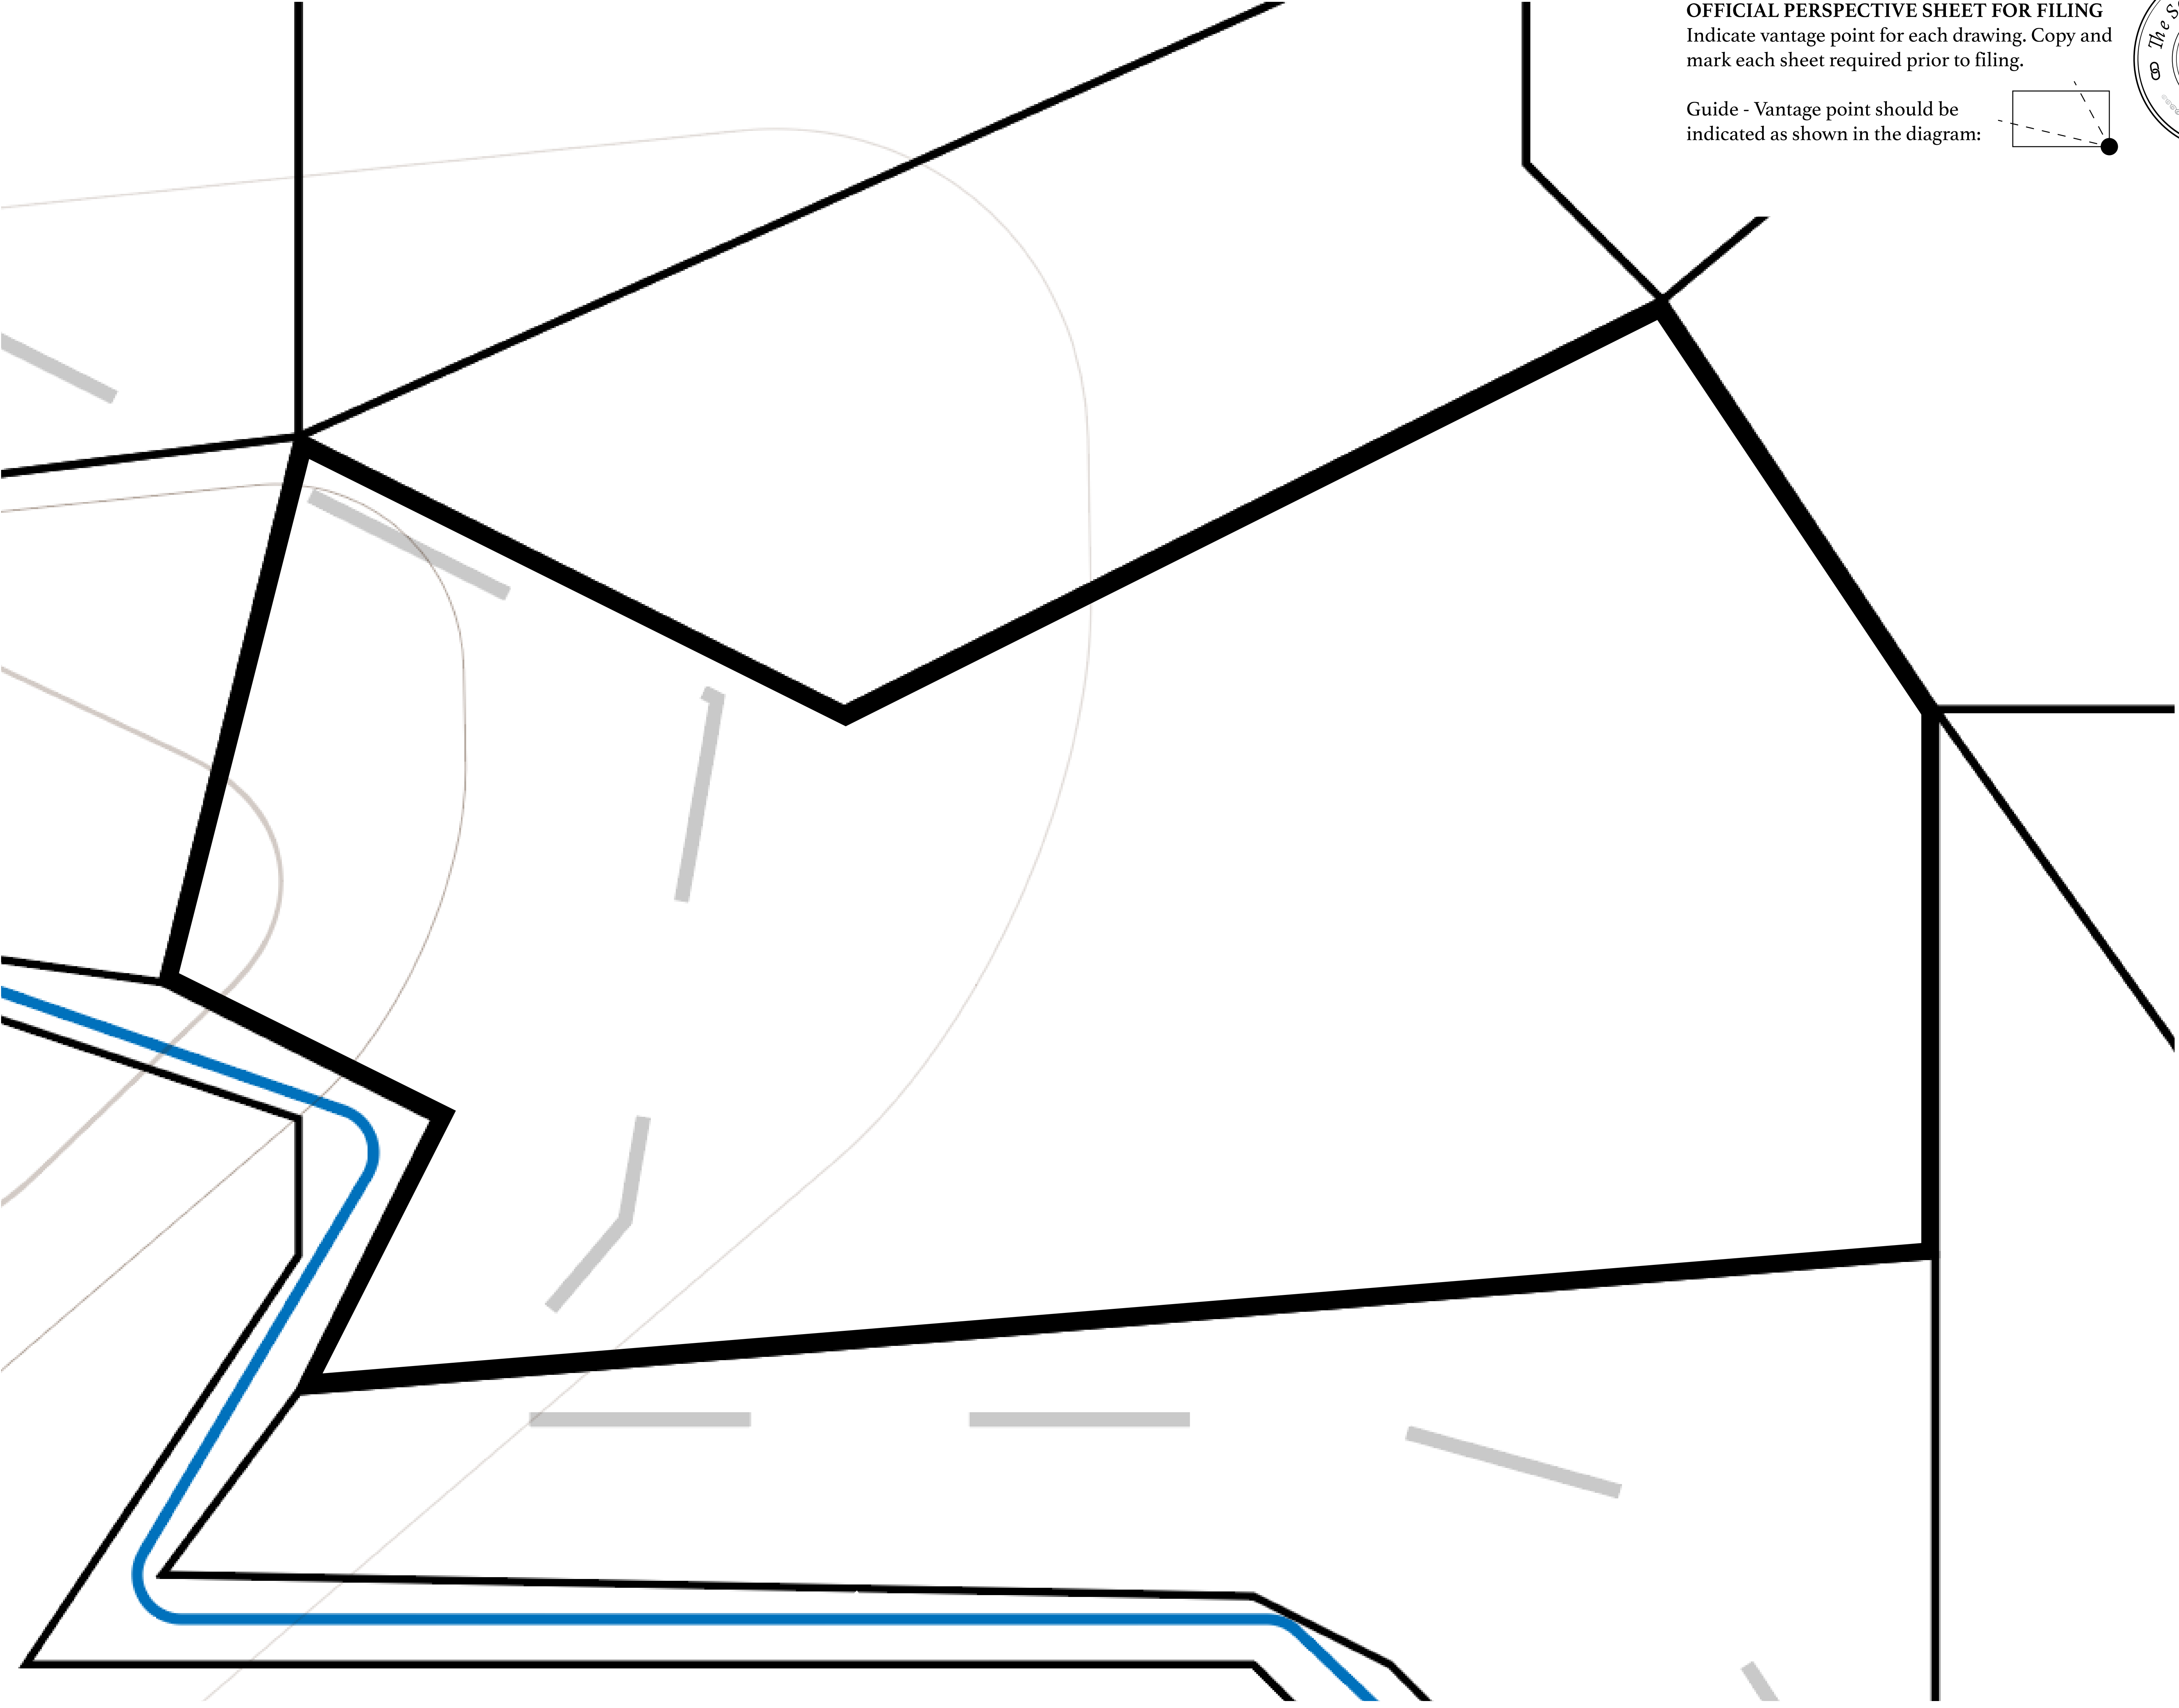 OFFICIAL PERSPECTIVE SHEET FOR FILING
Indicate vantage point for each drawing. Copy and
mark each sheet required prior to filing.
Guide - Vantage point should be
indicated as shown in the diagram:
The